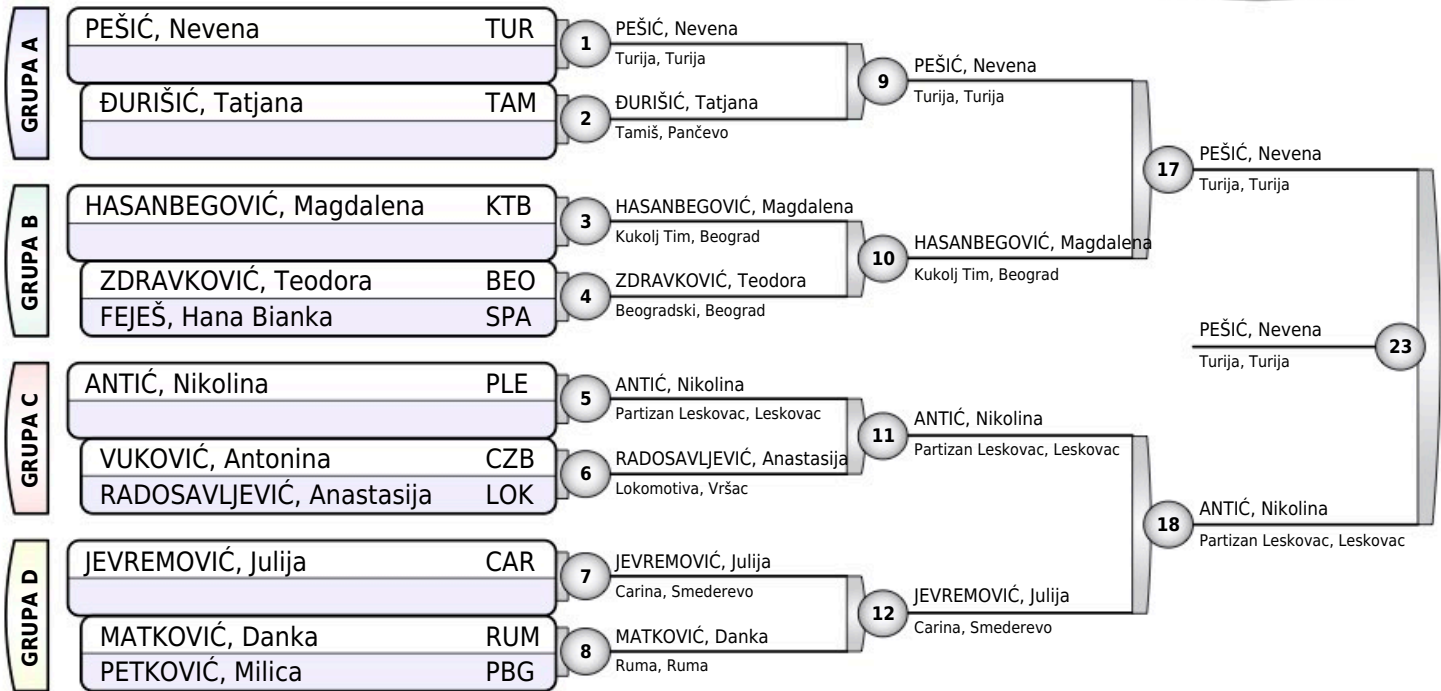 GRUPA A
PEŠIĆ, Nevena TUR
ĐURIŠIĆ, Tatjana TAM
GRUPA B
HASANBEGOVIĆ, Magdalena KTB
ZDRAVKOVIĆ, Teodora BEO
FEJEŠ, Hana Bianka SPA
GRUPA C
ANTIĆ, Nikolina PLE
VUKOVIĆ, Antonina CZB
RADOSAVLJEVIĆ, Anastasija LOK
GRUPA D
JEVREMOVIĆ, Julija CAR
MATKOVIĆ, Danka RUM
PETKOVIĆ, Milica PBG
1
PEŠIĆ, Nevena
Turija, Turija
2
ĐURIŠIĆ, Tatjana
Tamiš, Pančevo
3
HASANBEGOVIĆ, Magdalena
Kukolj Tim, Beograd
4
ZDRAVKOVIĆ, Teodora
Beogradski, Beograd
5
ANTIĆ, Nikolina
Partizan Leskovac, Leskovac
6
RADOSAVLJEVIĆ, Anastasija
Lokomotiva, Vršac
7
JEVREMOVIĆ, Julija
Carina, Smederevo
8
MATKOVIĆ, Danka
Ruma, Ruma
9
PEŠIĆ, Nevena
Turija, Turija
10
HASANBEGOVIĆ, Magdalena
Kukolj Tim, Beograd
11
ANTIĆ, Nikolina
Partizan Leskovac, Leskovac
12
JEVREMOVIĆ, Julija
Carina, Smederevo
17
PEŠIĆ, Nevena
Turija, Turija
18
ANTIĆ, Nikolina
Partizan Leskovac, Leskovac
PEŠIĆ, Nevena
Turija, Turija
23